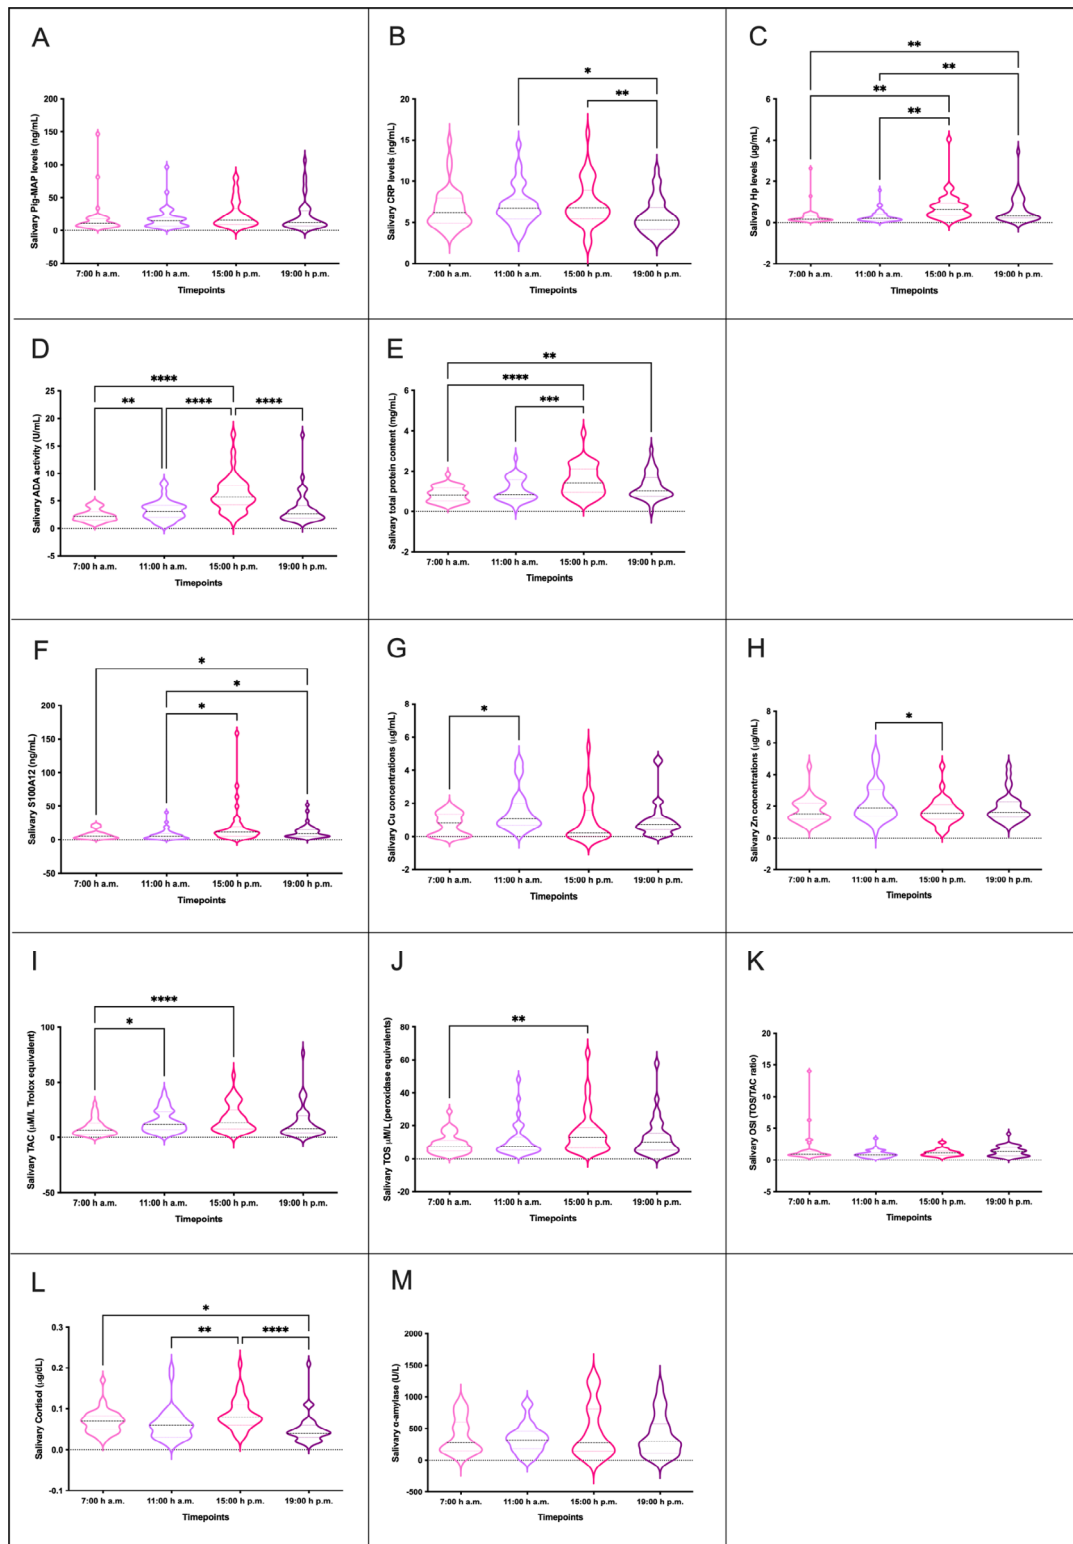 A
Salivary Pig-MAP levels (ng/mL)
200
150
100
50
0
-50
7:00 h a.m. 11:00 h a.m. 15:00 h p.m. 19:00 h p.m.
Timepoints
B
Salivary CRP levels (ng/mL)
*
**
20
15
10
5
0
7:00 h a.m. 11:00 h a.m. 15:00 h p.m. 19:00 h p.m.
Timepoints
C
Salivary Hp levels (µg/mL)
**
**
**
**
6
4
2
0
-2
7:00 h a.m. 11:00 h a.m. 15:00 h p.m. 19:00 h p.m.
Timepoints
D
Salivary ADA activity (U/mL)
****
** **** ****
25
20
15
10
5
0
-5
7:00 h a.m. 11:00 h a.m. 15:00 h p.m. 19:00 h p.m.
Timepoints
E
Salivary total protein content (mg/mL)
**
****
***
6
4
2
0
-2
7:00 h a.m. 11:00 h a.m. 15:00 h p.m. 19:00 h p.m.
Timepoints
F
Salivary S100A12 (ng/mL)
*
*
*
200
150
100
50
0
-50
7:00 h a.m. 11:00 h a.m. 15:00 h p.m. 19:00 h p.m.
Timepoints
G
Salivary Cu concentrations (µg/mL)
*
8
6
4
2
0
-2
7:00 h a.m. 11:00 h a.m. 15:00 h p.m. 19:00 h p.m.
Timepoints
H
Salivary Zn concentrations (µg/mL)
*
8
6
4
2
0
-2
7:00 h a.m. 11:00 h a.m. 15:00 h p.m. 19:00 h p.m.
Timepoints
I
Salivary TAC (µM/L Trolox equivalent)
****
*
100
50
0
-50
7:00 h a.m. 11:00 h a.m. 15:00 h p.m. 19:00 h p.m.
Timepoints
J
Salivary TOS µM/L (peroxidase equivalents)
**
80
60
40
20
0
-20
7:00 h a.m. 11:00 h a.m. 15:00 h p.m. 19:00 h p.m.
Timepoints
K
Salivary OSI (TOS/TAC ratio)
20
15
10
5
0
-5
7:00 h a.m. 11:00 h a.m. 15:00 h p.m. 19:00 h p.m.
Timepoints
L
Salivary Cortisol (µg/dL)
*
** ****
0.3
0.2
0.1
0.0
-0.1
7:00 h a.m. 11:00 h a.m. 15:00 h p.m. 19:00 h p.m.
Timepoints
M
Salivary α-amylase (U/L)
2000
1500
1000
500
0
-500
7:00 h a.m. 11:00 h a.m. 15:00 h p.m. 19:00 h p.m.
Timepoints